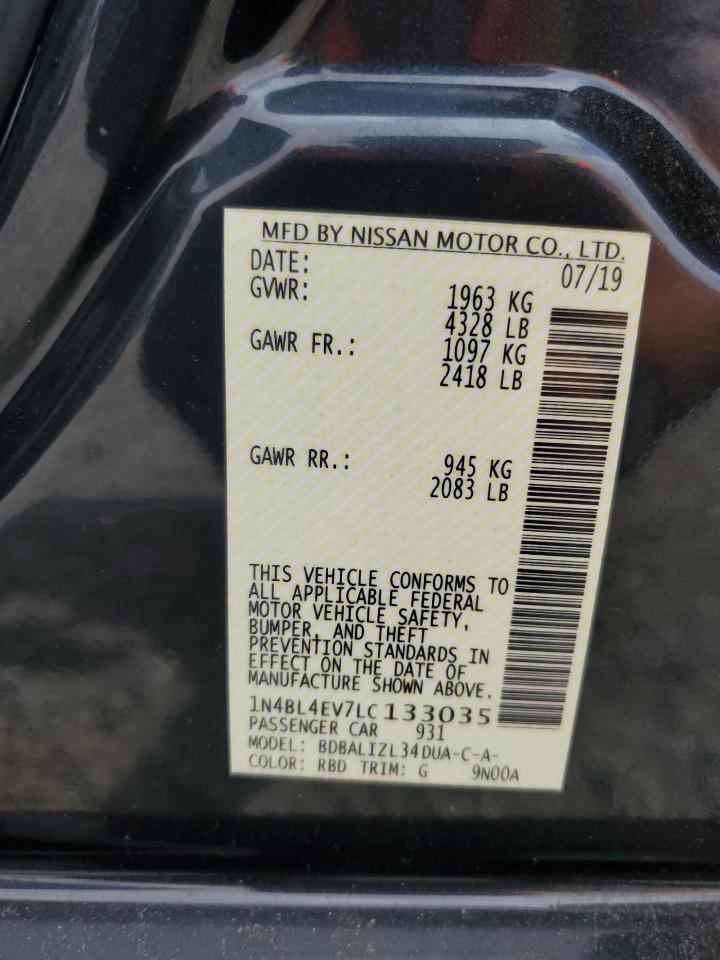 MFD BY NISSAN MOTOR CO., LTD.
DATE: 07/19
GVWR: 1963 KG
4328 LB
GAWR FR.: 1097 KG
2418 LB
GAWR RR.: 945 KG
2083 LB
THIS VEHICLE CONFORMS TO
ALL APPLICABLE FEDERAL
MOTOR VEHICLE SAFETY,
BUMPER, AND THEFT
PREVENTION STANDARDS IN
EFFECT ON THE DATE OF
MANUFACTURE SHOWN ABOVE.
1N4BL4EV7LC133035
PASSENGER CAR 931
MODEL: BDBALIZL34DUA-C-A-
COLOR: RBD TRIM: G 9N00A